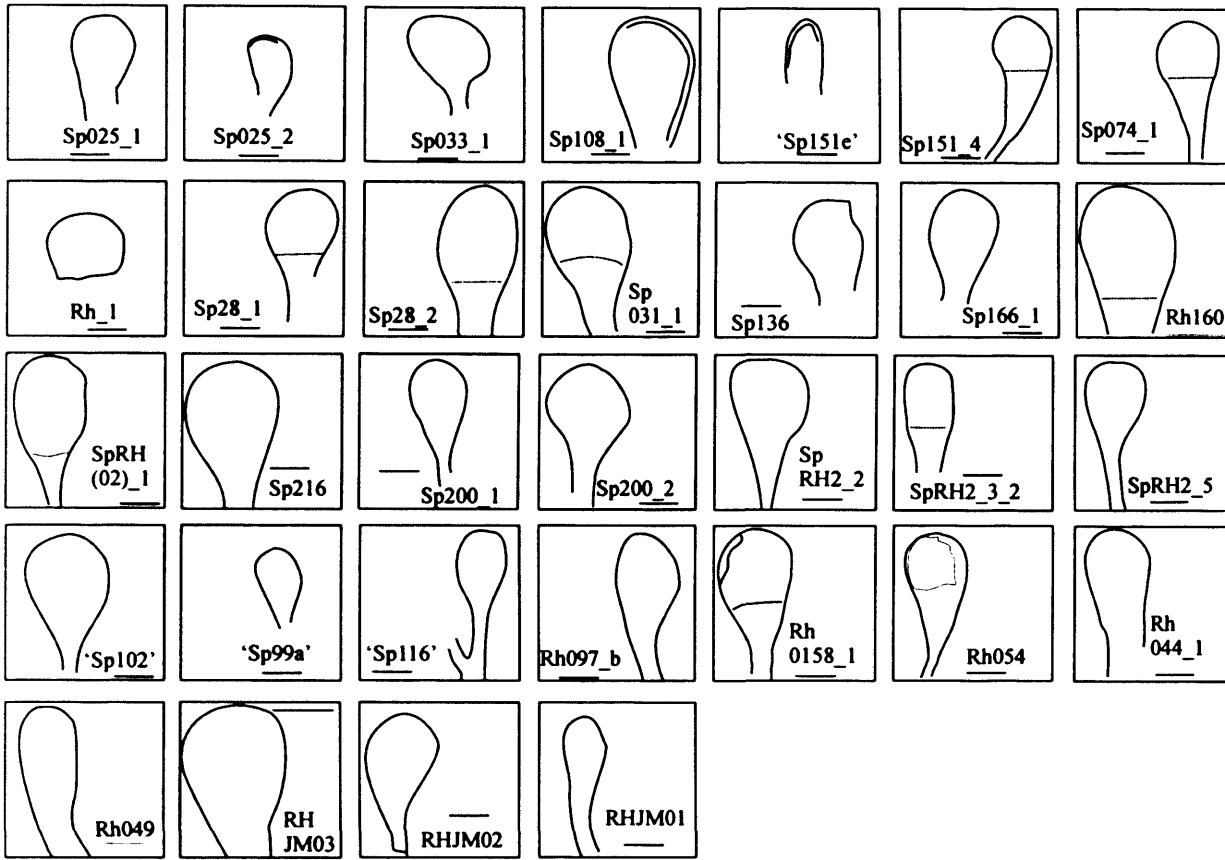 Sp025_1
Sp025_2
Sp033_1
Sp108_1
‘Sp151e’
Sp151_4
Sp074_1
Rh_1
Sp28_1
Sp28_2
Sp
031_1
Sp136
Sp166_1
Rh160
SpRH
(02)_1
Sp216
Sp200_1
Sp200_2
Sp
RH2_2
SpRH2_3_2
SpRH2_5
‘Sp102’
‘Sp99a’
‘Sp116’
Rh097_b
Rh
0158_1
Rh054
Rh
044_1
Rh049
RH
JM03
RHJM02
RHJM01